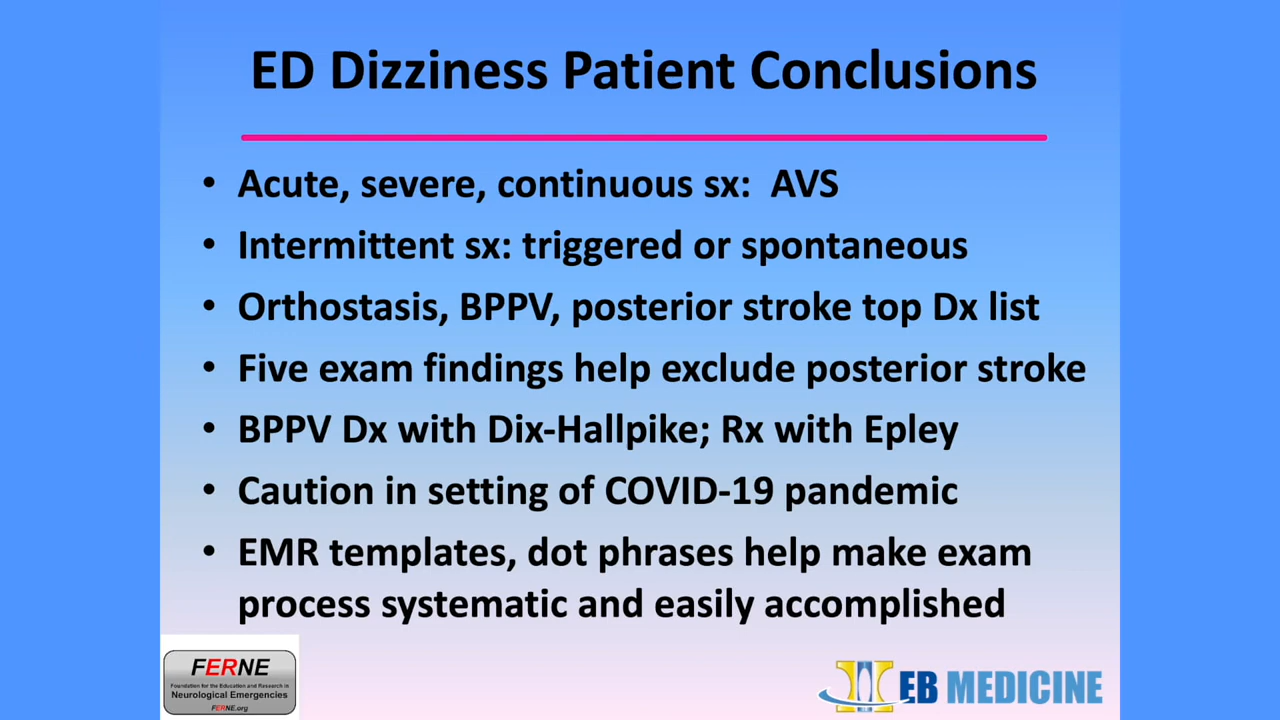 ED Dizziness Patient Conclusions
• Acute, severe, continuous sx:  AVS
• Intermittent sx: triggered or spontaneous
• Orthostasis, BPPV, posterior stroke top Dx list
• Five exam findings help exclude posterior stroke
• BPPV Dx with Dix-Hallpike; Rx with Epley
• Caution in setting of COVID-19 pandemic
• EMR templates, dot phrases help make exam
process systematic and easily accomplished
FERNE
Foundation for the Education and Research in
Neurological Emergencies
FERNE.org
EB MEDICINE